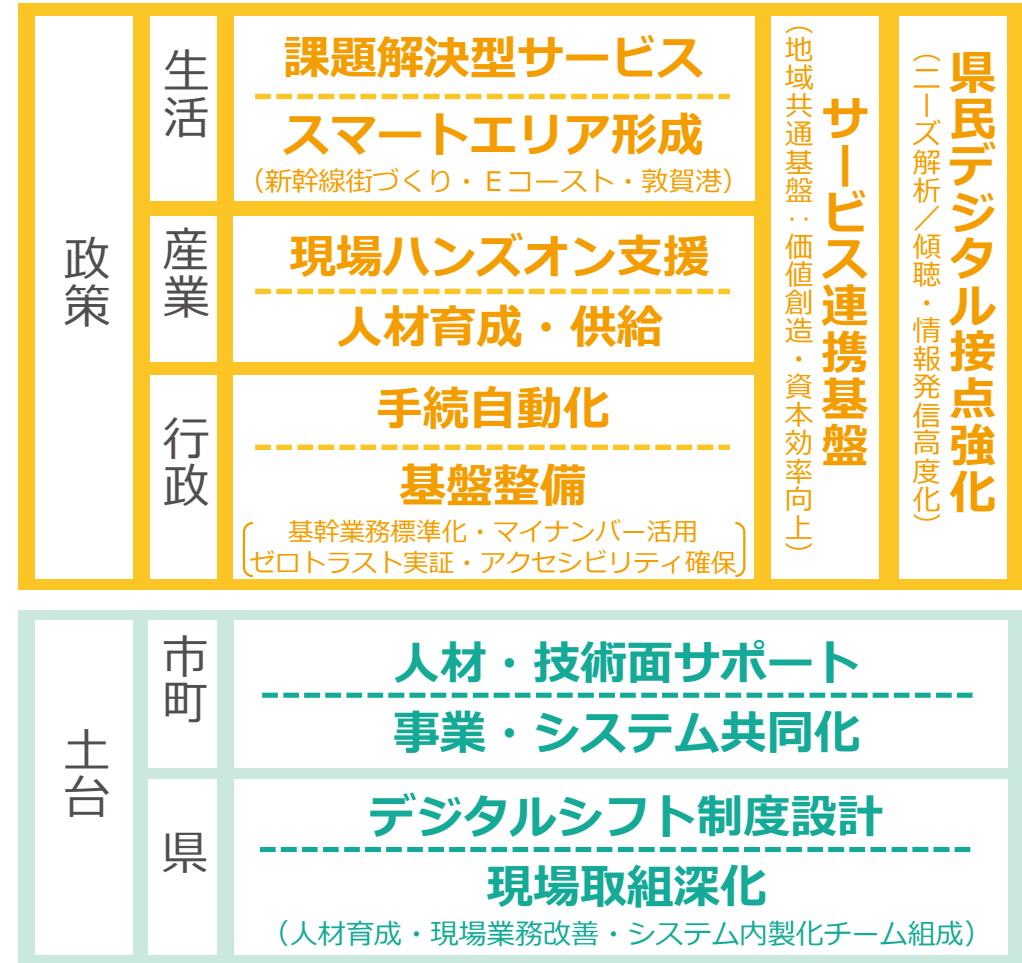 政策
生活
課題解決型サービス
スマートエリア形成
（新幹線街づくり・Ｅコースト・敦賀港）
産業
現場ハンズオン支援
人材育成・供給
行政
手続自動化
基盤整備
基幹業務標準化・マイナンバー活用
ゼロトラスト実証・アクセシビリティ確保
サービス連携基盤
（地域共通基盤：価値創造・資本効率向上）
県民デジタル接点強化
（ニーズ解析／傾聴・情報発信高度化）
土台
市町
人材・技術面サポート
事業・システム共同化
県
デジタルシフト制度設計
現場取組深化
（人材育成・現場業務改善・システム内製化チーム組成）